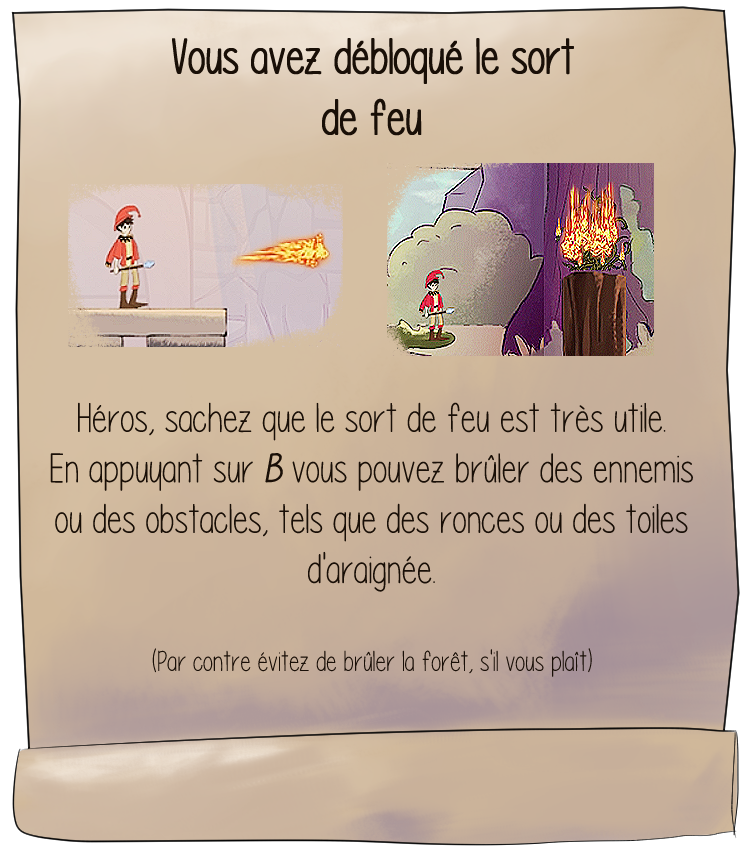 Vous avez débloqué le sort
de feu
Héros, sachez que le sort de feu est très utile.
En appuyant sur B vous pouvez brûler des ennemis
ou des obstacles, tels que des ronces ou des toiles
d'araignée.
(Par contre évitez de brûler la forêt, s'il vous plaît)